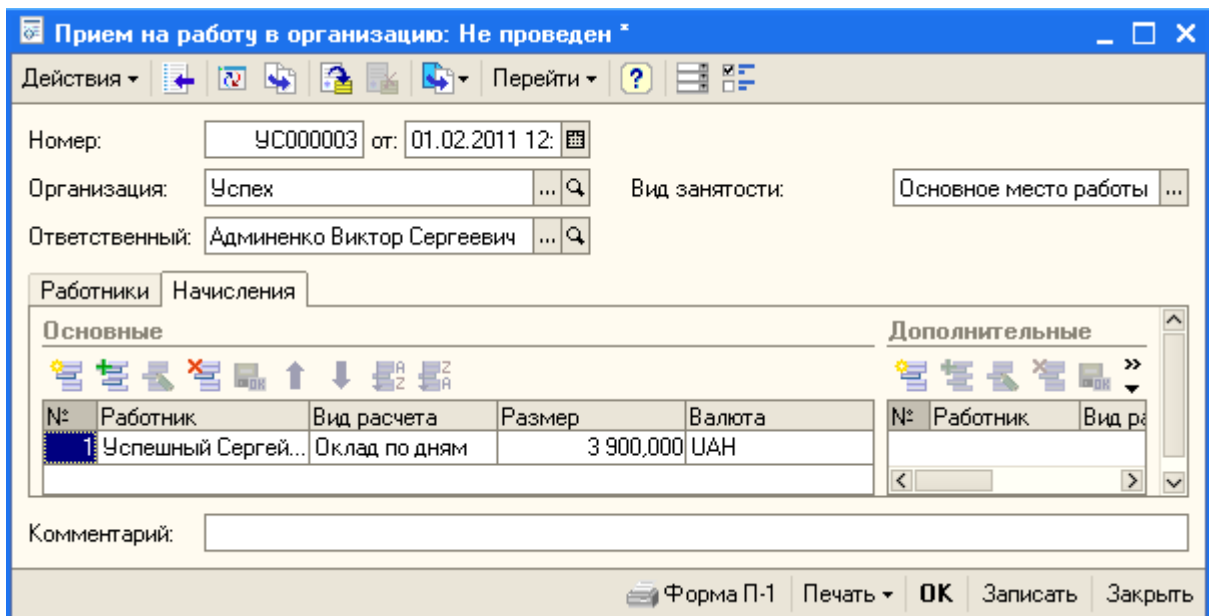 Прием на работу в организацию: Не проведен *
Действия Перейти ?
Номер: УС000003 от: 01.02.2011 12:
Организация: Успех ... Вид занятости: Основное место работы ...
Ответственный: Админенко Виктор Сергеевич ...
Работники Начисления
Основные Дополнительные
№ Работник Вид расчета Размер Валюта № Работник Вид ра
1 Успешный Сергей... Оклад по дням 3 900,000 UAH
Комментарий:
Форма П-1 Печать OK Записать Закрыть